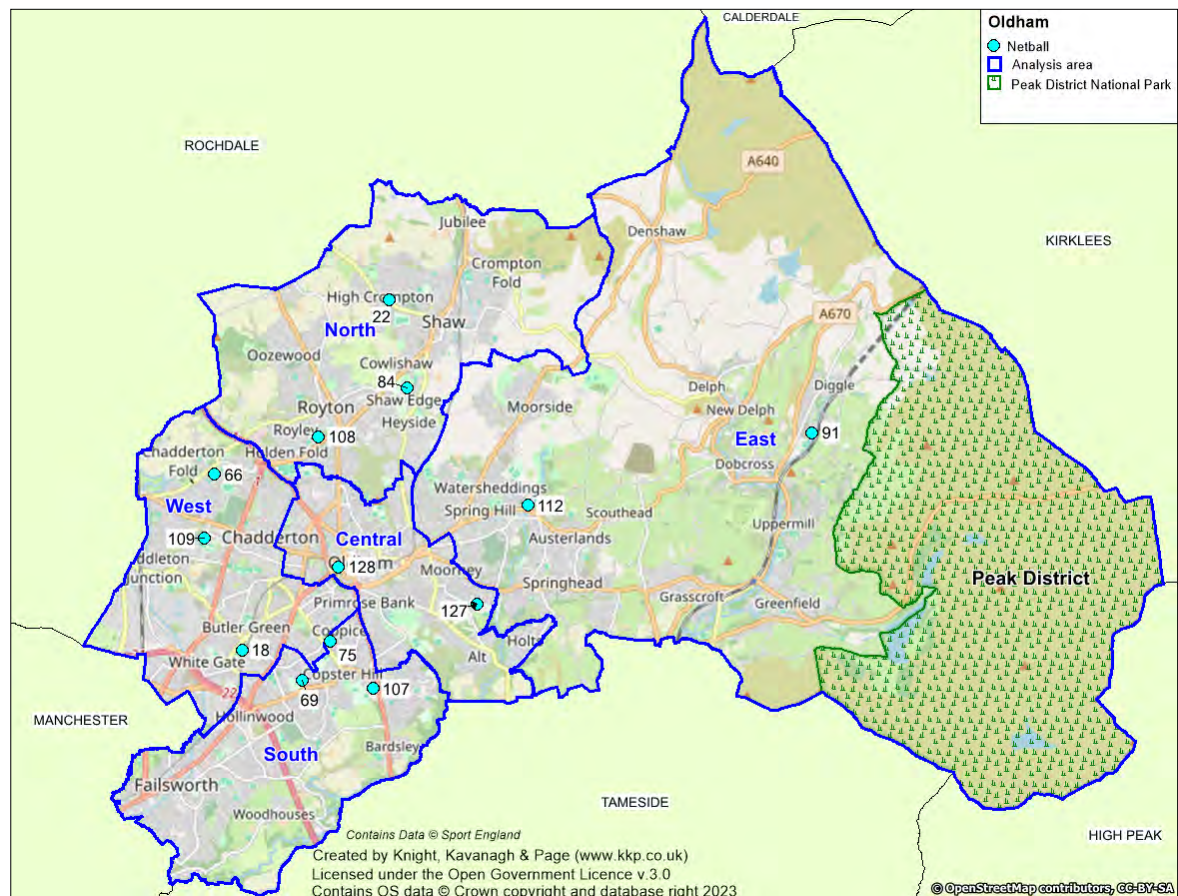 CALDERDALE
Oldham
Netball
Analysis area
Peak District National Park
ROCHDALE
A640
KIRKLEES
Jubilee
Denshaw
Crompton
Fold
High Crompton
22
Shaw
North
A670
Oozewood
Cowlishaw
84
Shaw Edge
Royton
Heyside
Royley
108
Holden Fold
Delph
Diggle
New Delph
Moorside
East
91
Dobcross
Chadderton
Fold
66
West
Watersheddings
Spring Hill
112
Scouthead
Austerlands
Uppermill
109
Chadderton
Central
128
Junction
Moorhey
Springhead
Primrose Bank
127
Grasscroft
Greenfield
Peak District
Butler Green
Coppice
75
Holts
Alt
White Gate
18
22
Copster Hill
69
107
Hollinwood
MANCHESTER
South
Bardsley
Failsworth
Woodhouses
TAMESIDE
HIGH PEAK
Contains Data © Sport England
Created by Knight, Kavanagh & Page (www.kkp.co.uk)
Licensed under the Open Government Licence v.3.0
Contains OS data © Crown copyright and database right 2023
© OpenStreetMap contributors, CC-BY-SA